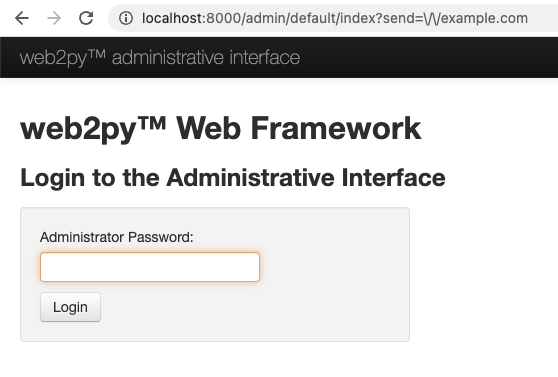 localhost:8000/admin/default/index?send=\/\/example.com
web2py™ administrative interface
web2py™ Web Framework
Login to the Administrative Interface
Administrator Password:
Login